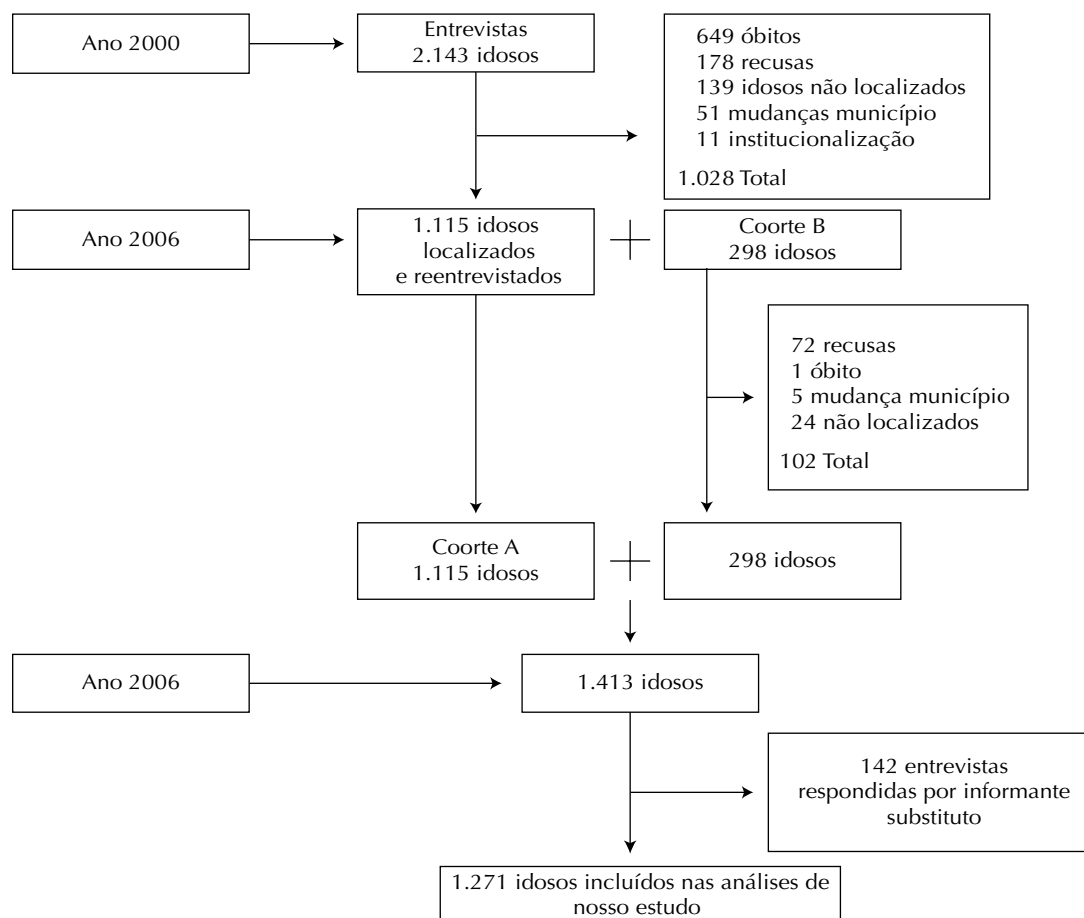 Ano 2000
Entrevistas
2.143 idosos
649 óbitos
178 recusas
139 idosos não localizados
51 mudanças município
11 institucionalização
1.028 Total
Ano 2006
1.115 idosos
localizados
e reentrevistados
Coorte B
298 idosos
72 recusas
1 óbito
5 mudança município
24 não localizados
102 Total
Coorte A
1.115 idosos
298 idosos
Ano 2006
1.413 idosos
142 entrevistas
respondidas por informante
substituto
1.271 idosos incluídos nas análises de
nosso estudo